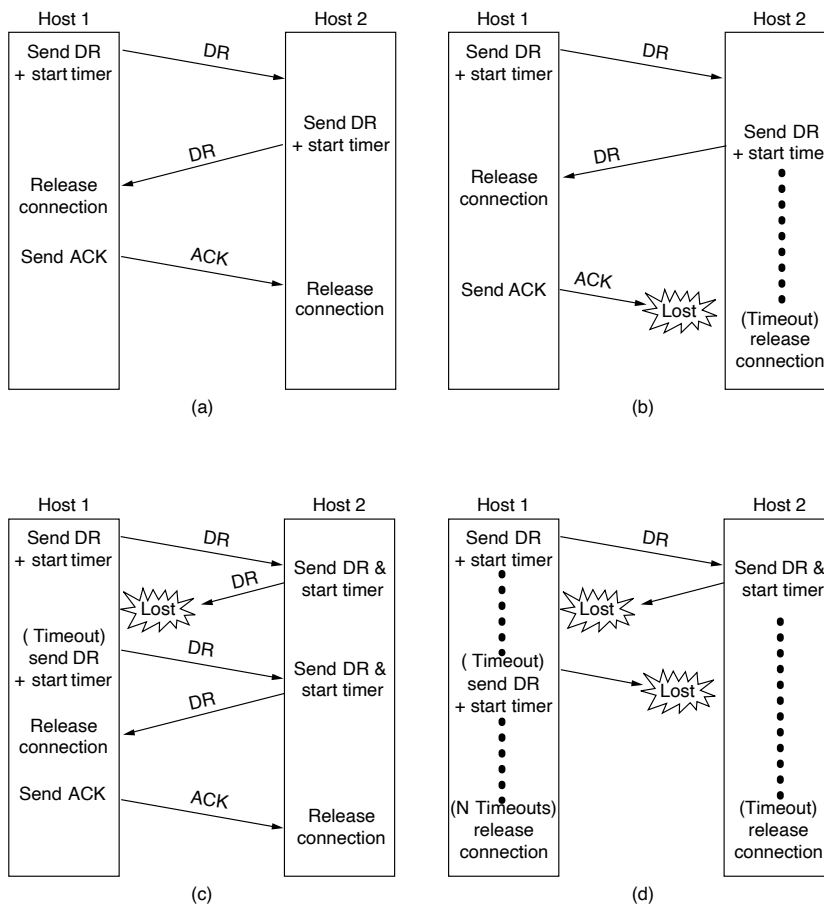 Host 1
Host 2
Send DR
+ start timer
DR
Send DR
+ start timer
DR
Release
connection
Send ACK
ACK
Release
connection
(a)
Host 1
Host 2
Send DR
+ start timer
DR
Send DR
+ start timer
DR
Release
connection
Send ACK
ACK
Lost
(Timeout)
release
connection
(b)
Host 1
Host 2
Send DR
+ start timer
DR
Send DR &
start timer
DR
Lost
( Timeout)
send DR
+ start timer
DR
Send DR &
start timer
DR
Release
connection
Send ACK
ACK
Release
connection
(c)
Host 1
Host 2
Send DR
+ start timer
DR
Send DR &
start timer
Lost
( Timeout)
send DR
+ start timer
Lost
(N Timeouts)
release
connection
(Timeout)
release
connection
(d)